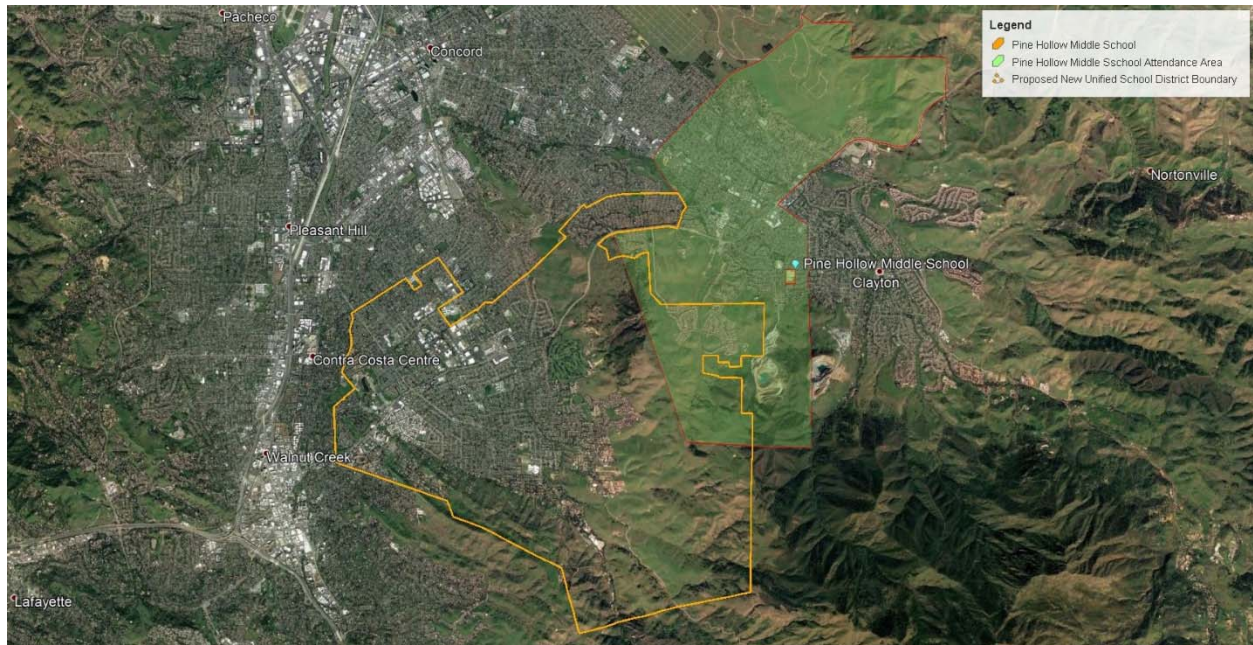 Pacheco
Concord
Legend
Pine Hollow Middle School
Pine Hollow Middle Sschool Attendance Area
Proposed New Unified School District Boundary
Nortonville
Pleasant Hill
Pine Hollow Middle School
Clayton
Contra Costa Centre
Walnut Creek
Lafayette